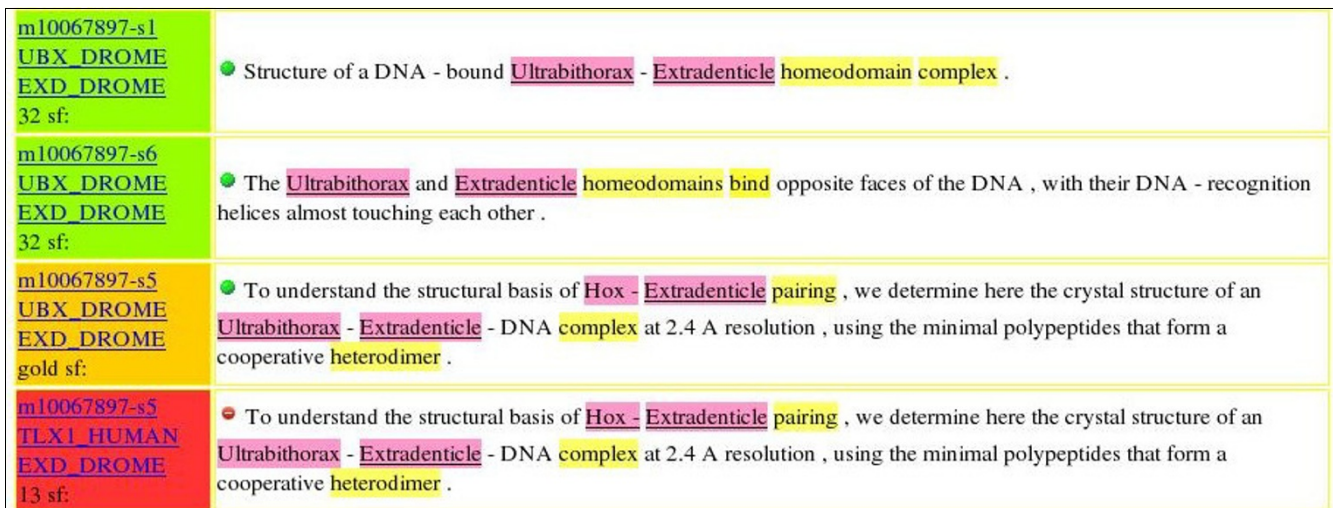 m10067897-s1
UBX_DROME
EXD_DROME
32 sf:
Structure of a DNA - bound Ultrabithorax - Extradenticle homeodomain complex .
m10067897-s6
UBX_DROME
EXD_DROME
32 sf:
The Ultrabithorax and Extradenticle homeodomains bind opposite faces of the DNA , with their DNA - recognition
helices almost touching each other .
m10067897-s5
UBX_DROME
EXD_DROME
gold sf:
To understand the structural basis of Hox - Extradenticle pairing , we determine here the crystal structure of an
Ultrabithorax - Extradenticle - DNA complex at 2.4 A resolution , using the minimal polypeptides that form a
cooperative heterodimer .
m10067897-s5
TLX1_HUMAN
EXD_DROME
13 sf:
To understand the structural basis of Hox - Extradenticle pairing , we determine here the crystal structure of an
Ultrabithorax - Extradenticle - DNA complex at 2.4 A resolution , using the minimal polypeptides that form a
cooperative heterodimer .